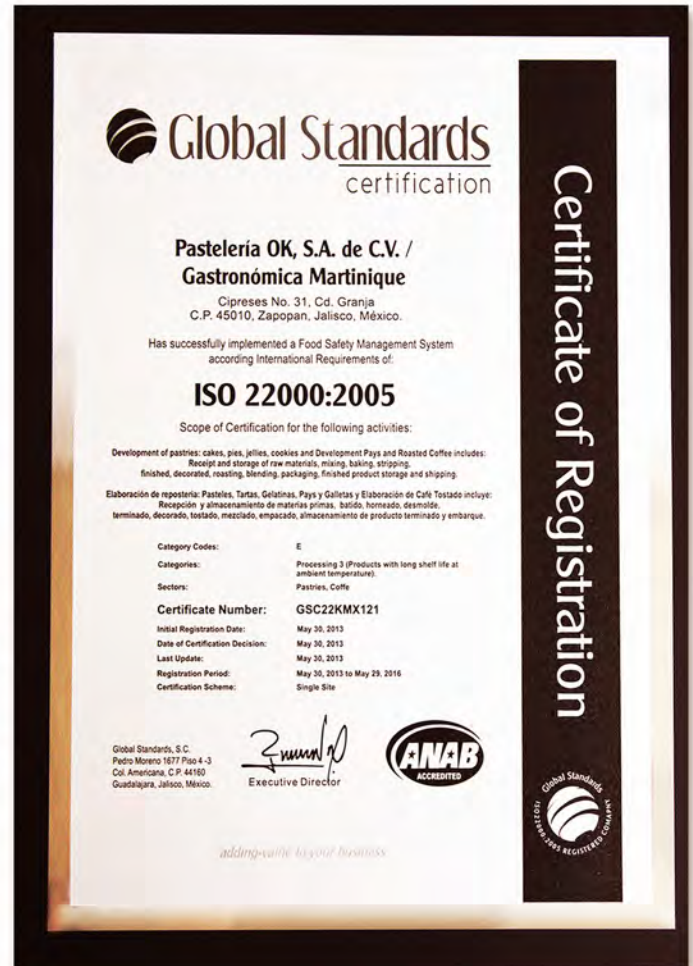 Global Standards
certification
Pastelería OK, S.A. de C.V. /
Gastronómica Martinique
Cipreses No. 31, Cd. Granja
C.P. 45010, Zapopan, Jalisco, México.
Has successfully implemented a Food Safety Management System
according International Requirements of:
ISO 22000:2005
Scope of Certification for the following activities:
Development of pastries: cakes, pies, jellies, cookies and Development Pays and Roasted Coffee includes:
Receipt and storage of raw materials, mixing, baking, stripping,
finished, decorated, roasting, blending, packaging, finished product storage and shipping.
Elaboración de repostería: Pasteles, Tartas, Gelatinas, Pays y Galletas y Elaboración de Café Tostado incluye:
Recepción y almacenamiento de materias primas, batido, horneado, desmolde,
terminado, decorado, tostado, mezclado, empacado, almacenamiento de producto terminado y embarque.
Category Codes: E
Categories: Processing 3 (Products with long shelf life at
ambient temperature).
Sectors: Pastries, Coffe
Certificate Number: GSC22KMX121
Initial Registration Date: May 30, 2013
Date of Certification Decision: May 30, 2013
Last Update: May 30, 2013
Registration Period: May 30, 2013 to May 29, 2016
Certification Scheme: Single Site
Global Standards, S.C.
Pedro Moreno 1677 Piso 4 -3
Col. Americana, C.P. 44160
Guadalajara, Jalisco, México.
Executive Director
ANAB
ACCREDITED
adding-value to your business
Certificate of Registration
Global Standards
ISO22000:2005 REGISTERED COMAPNY